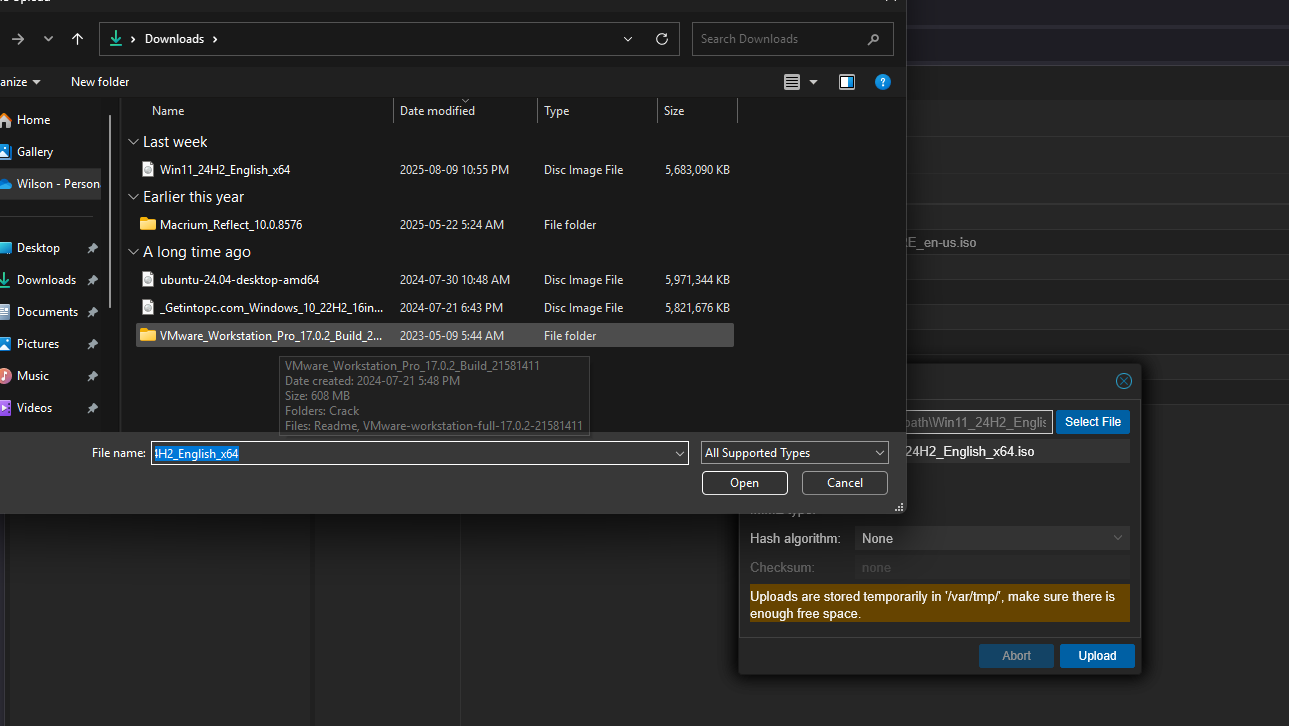 Downloads
Search Downloads
New folder
Name Date modified Type Size
Home
Gallery
Wilson - Person
Desktop
Downloads
Documents
Pictures
Music
Videos
Last week
Win11_24H2_English_x64 2025-08-09 10:55 PM Disc Image File 5,683,090 KB
Earlier this year
Macrium_Reflect_10.0.8576 2025-05-22 5:24 AM File folder
A long time ago
ubuntu-24.04-desktop-amd64 2024-07-30 10:48 AM Disc Image File 5,971,344 KB
_Getintopc.com_Windows_10_22H2_16in... 2024-07-21 6:43 PM Disc Image File 5,821,676 KB
VMware_Workstation_Pro_17.0.2_Build_2... 2023-05-09 5:44 AM File folder
VMware_Workstation_Pro_17.0.2_Build_21581411
Date created: 2024-07-21 5:48 PM
Size: 608 MB
Folders: Crack
Files: Readme, VMware-workstation-full-17.0.2-21581411
File name: 4H2_English_x64 All Supported Types
Open Cancel
RE_en-us.iso
path\Win11_24H2_Englis Select File
24H2_English_x64.iso
Hash algorithm: None
Checksum: none
Uploads are stored temporarily in '/var/tmp/', make sure there is
enough free space.
Abort Upload